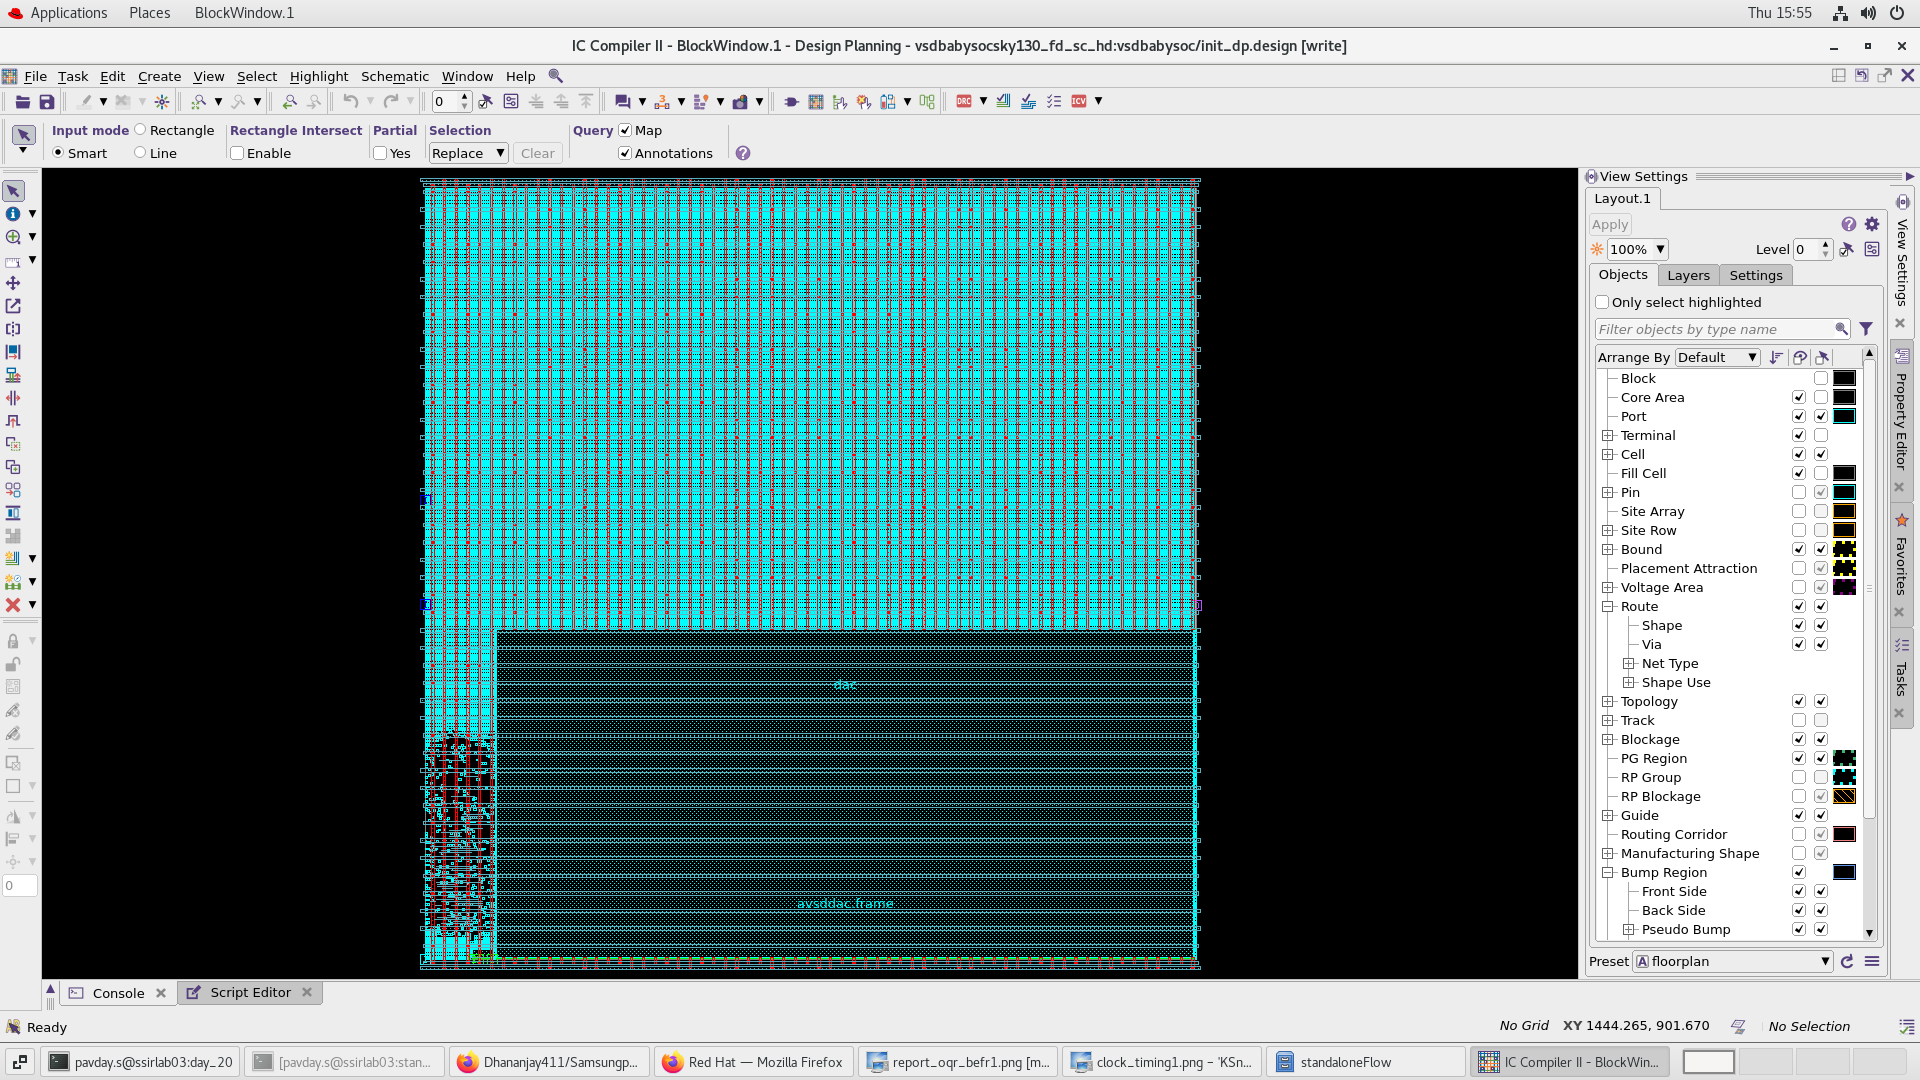 Applications Places BlockWindow.1 Thu 15:55
IC Compiler II - BlockWindow.1 - Design Planning - vsdbabysocsky130_fd_sc_hd:vsdbabysoc/init_dp.design [write]
File Task Edit Create View Select Highlight Schematic Window Help
0 DRC ICV
Input mode Rectangle Rectangle Intersect Partial Selection Query Map
Smart Line Enable Yes Replace Clear Annotations
View Settings
Layout.1
Apply
100% Level 0
Objects Layers Settings
Only select highlighted
Filter objects by type name
Arrange By Default
Block
Core Area
Port
Terminal
Cell
Fill Cell
Pin
Site Array
Site Row
Bound
Placement Attraction
Voltage Area
Route
Shape
Via
Net Type
Shape Use
Topology
Track
Blockage
PG Region
RP Group
RP Blockage
Guide
Routing Corridor
Manufacturing Shape
Bump Region
Front Side
Back Side
Pseudo Bump
Preset A floorplan
View Settings
Property Editor
Favorites
Tasks
dac
avsddac.frame
0
Console Script Editor
Ready No Grid XY 1444.265, 901.670 No Selection
pavday.s@ssirlab03:day_20 [pavday.s@ssirlab03:stan... Dhananjay411/Samsungp... Red Hat — Mozilla Firefox report_oqr_befr1.png [m... clock_timing1.png – 'KSn... standaloneFlow IC Compiler II - BlockWin...